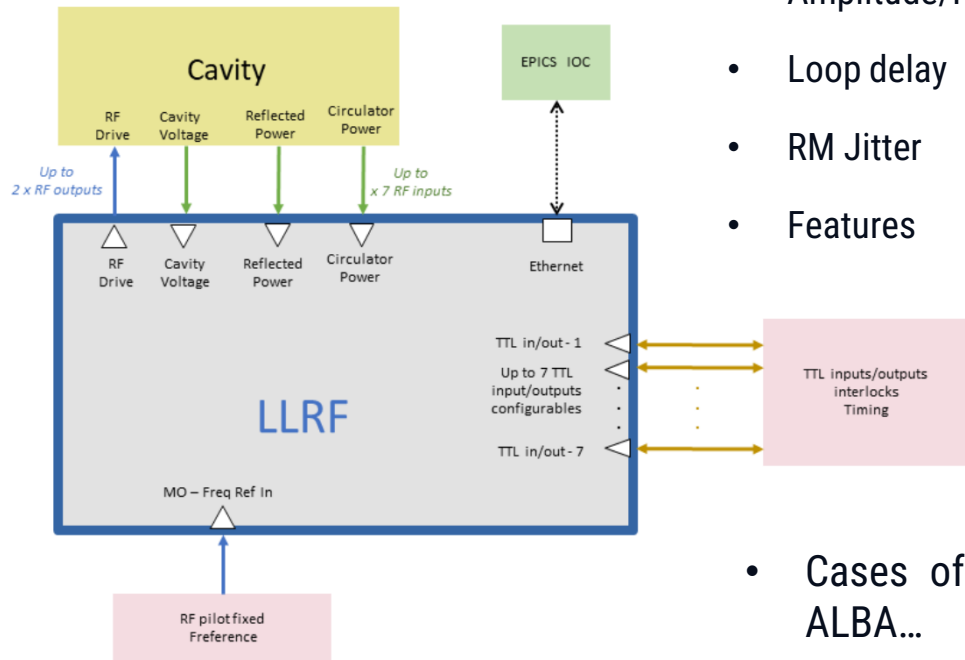 Cavity
RF
Drive
Cavity
Voltage
Reflected
Power
Circulator
Power
Up to
2 x RF outputs
Up to
x 7 RF inputs
EPICS IOC
RF
Drive
Cavity
Voltage
Reflected
Power
Circulator
Power
Ethernet
LLRF
TTL in/out - 1
Up to 7 TTL
input/outputs
configurables
TTL in/out - 7
MO – Freq Ref In
TTL inputs/outputs
interlocks
Timing
RF pilot fixed
Freference
• Loop delay
• RM Jitter
• Features
• Cases of
ALBA…